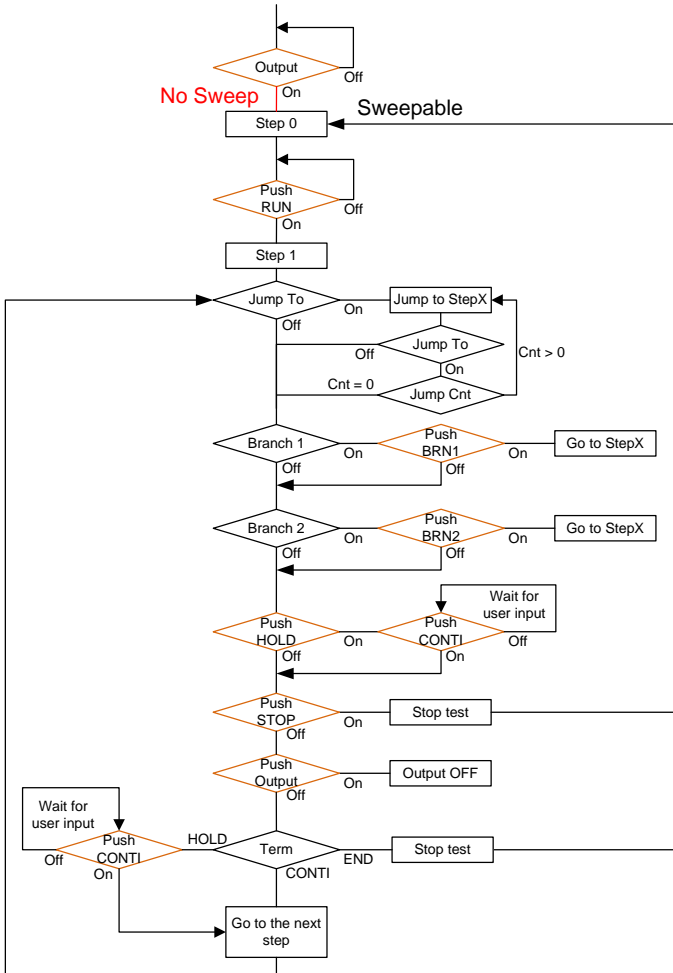 Output
Off
On
No Sweep
Sweepable
Step 0
Push
RUN
Off
On
Step 1
Jump To
On
Jump to StepX
Off
Jump To
Off
On
Cnt > 0
Cnt = 0
Jump Cnt
Branch 1
On
Push
BRN1
On
Go to StepX
Off
Off
Branch 2
On
Push
BRN2
On
Go to StepX
Off
Off
Wait for
user input
Push
HOLD
On
Push
CONTI
Off
Off
On
Push
STOP
On
Stop test
Off
Push
Output
On
Output OFF
Off
Wait for
user input
Push
CONTI
Off
On
HOLD
Term
END
Stop test
CONTI
Go to the next
step